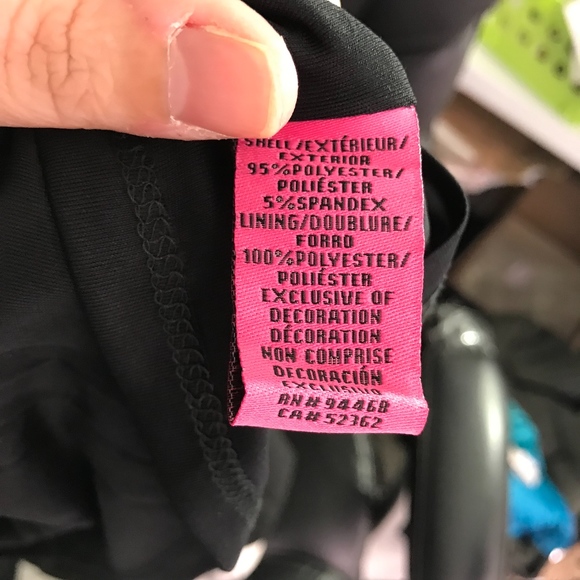 SHELL/EXTÉRIEUR/
EXTERIOR
95%POLYESTER/
POLIÉSTER
5%SPANDEX
LINING/DOUBLURE/
FORRO
100%POLYESTER/
POLIÉSTER
EXCLUSIVE OF
DECORATION
DÉCORATION
NON COMPRISE
DECORACIÓN
EXCLUSIVO
RN# 94468
CA# 52362